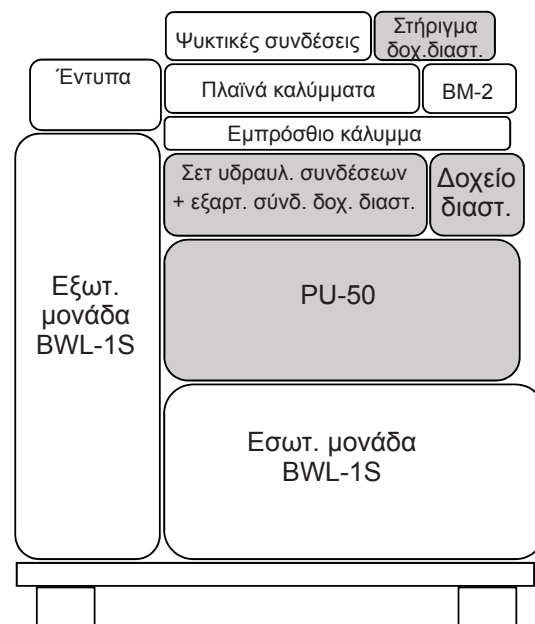 Ψυκτικές συνδέσεις
Στήριγμα
δοχ.διαστ.
Έντυπα
Πλαϊνά καλύμματα
BM-2
Εμπρόσθιο κάλυμμα
Σετ υδραυλ. συνδέσεων
+ εξαρτ. σύνδ. δοχ. διαστ.
Δοχείο
διαστ.
Εξωτ.
μονάδα
BWL-1S
PU-50
Εσωτ. μονάδα
BWL-1S